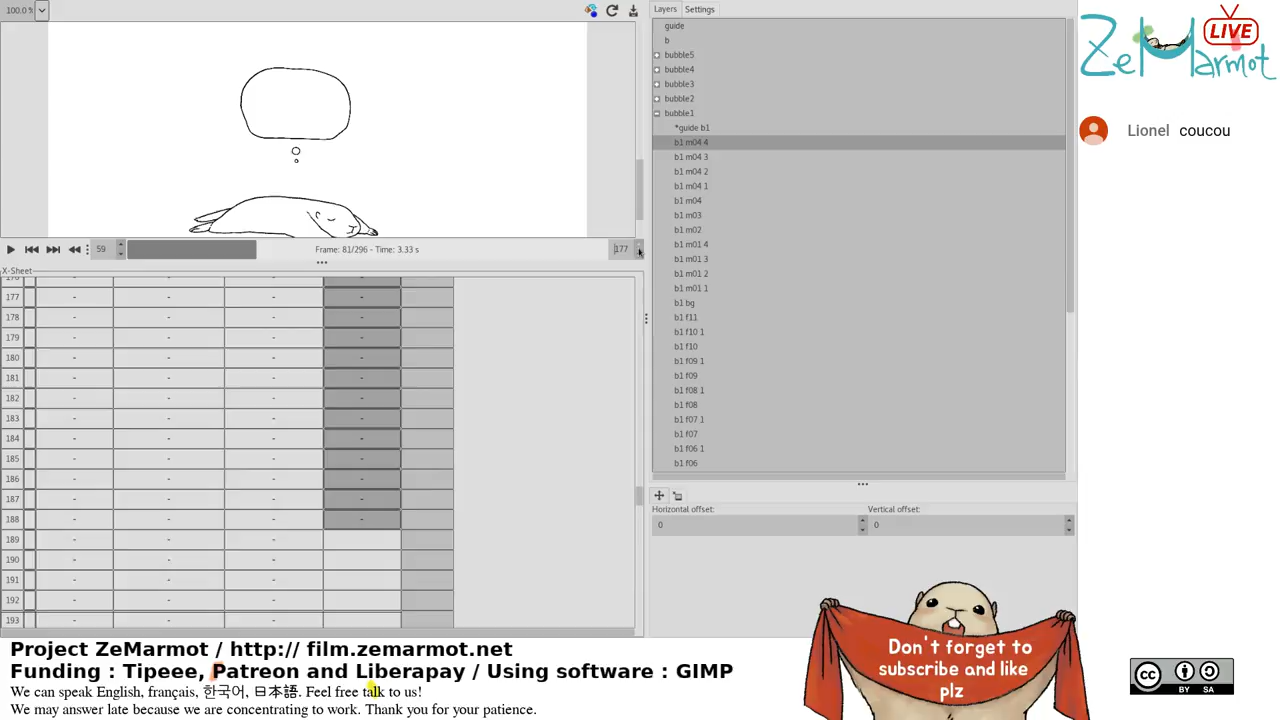 100.0 %
59
Frame: 81/296 - Time: 3.33 s
177
X-Sheet
177 - - - -
178 - - - -
179 - - - -
180 - - - -
181 - - - -
182 - - - -
183 - - - -
184 - - - -
185 - - - -
186 - - - -
187 - - - -
188 - - - -
189 - - -
190 - - -
191 - - -
192 - - -
193 - - -
Layers Settings
guide
b
bubble5
bubble4
bubble3
bubble2
bubble1
*guide b1
b1 m04 4
b1 m04 3
b1 m04 2
b1 m04 1
b1 m04
b1 m03
b1 m02
b1 m01 4
b1 m01 3
b1 m01 2
b1 m01 1
b1 bg
b1 f11
b1 f10 1
b1 f10
b1 f09 1
b1 f09
b1 f08 1
b1 f08
b1 f07 1
b1 f07
b1 f06 1
b1 f06
Horizontal offset: Vertical offset:
0 0
ZeMarmot LIVE
Lionel coucou
Don't forget to
subscribe and like
plz
Project ZeMarmot / http:// film.zemarmot.net
Funding : Tipeee, Patreon and Liberapay / Using software : GIMP
We can speak English, français, 한국어, 日本語. Feel free talk to us!
We may answer late because we are concentrating to work. Thank you for your patience.
cc BY SA